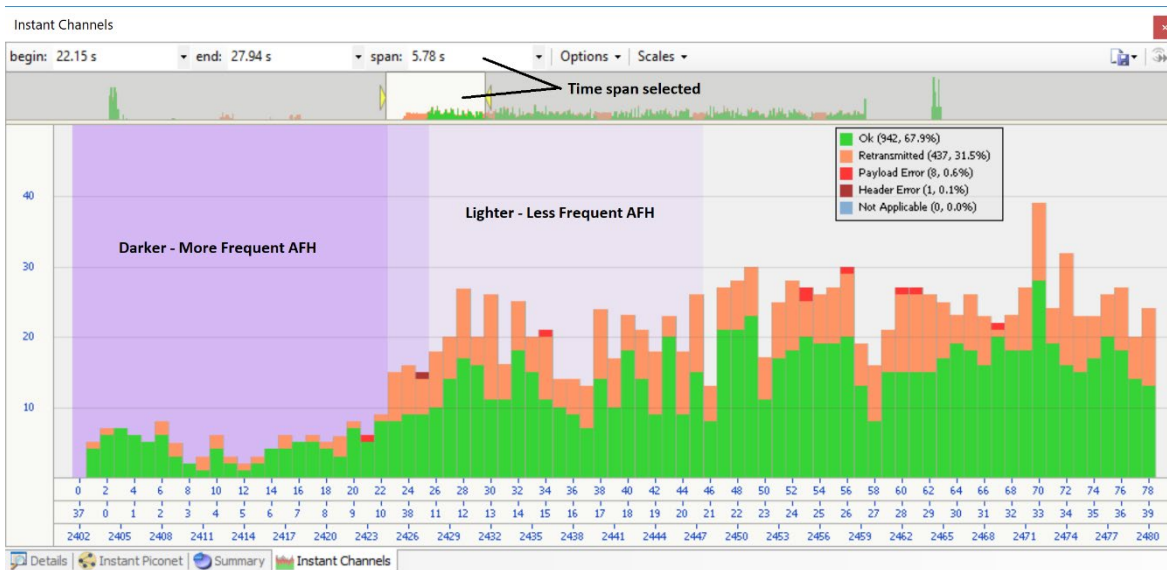 Instant Channels
begin: 22.15 s end: 27.94 s span: 5.78 s Options Scales
Time span selected
Ok (942, 67.9%)
Retransmitted (437, 31.5%)
Payload Error (8, 0.6%)
Header Error (1, 0.1%)
Not Applicable (0, 0.0%)
40
Lighter - Less Frequent AFH
Darker - More Frequent AFH
30
20
10
0 2 4 6 8 10 12 14 16 18 20 22 24 26 28 30 32 34 36 38 40 42 44 46 48 50 52 54 56 58 60 62 64 66 68 70 72 74 76 78
37 0 1 2 3 4 5 6 7 8 9 10 38 11 12 13 14 15 16 17 18 19 20 21 22 23 24 25 26 27 28 29 30 31 32 33 34 35 36 39
2402 2405 2408 2411 2414 2417 2420 2423 2426 2429 2432 2435 2438 2441 2444 2447 2450 2453 2456 2459 2462 2465 2468 2471 2474 2477 2480
Details Instant Piconet Summary Instant Channels